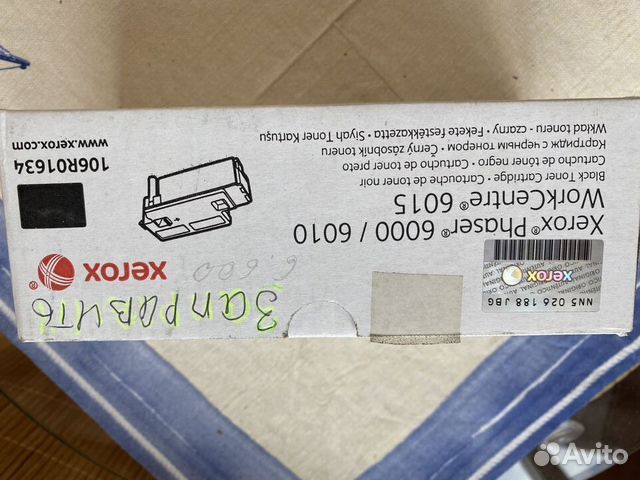 Xerox® Phaser® 6000 / 6010
WorkCentre® 6015
Black Toner Cartridge • Cartouche de toner noir
Cartucho de tóner negro • Cartucho de toner preto
Картридж с черным тонером • Černý zásobník toneru
Wkład toneru - czarny • Fekete festékkazetta • Siyah Toner Kartuşu
106R01634
www.xerox.com
xerox
xerox
NN5 026 188 JBG
6.600
Заправить
Avito